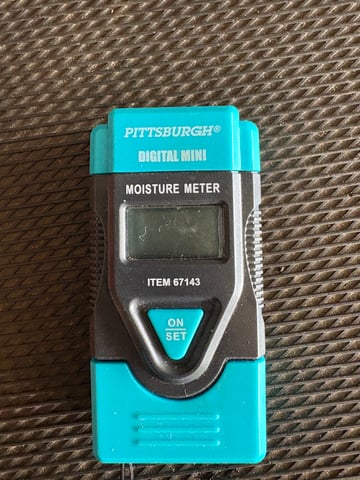 PITTSBURGH®
DIGITAL MINI
MOISTURE METER
ITEM 67143
ON
SET